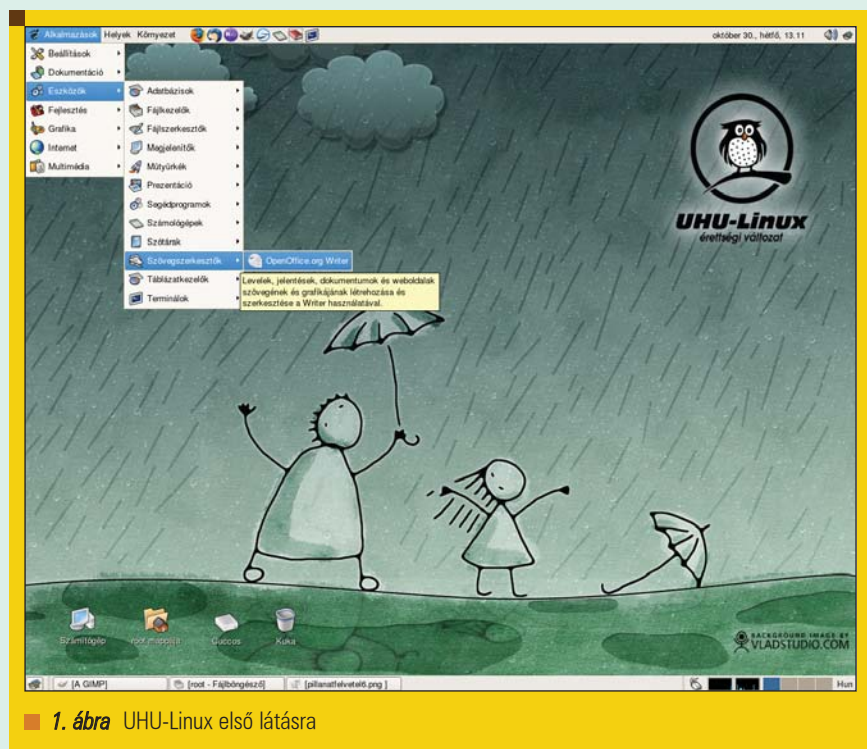 Alkalmazások Helyek Környezet október 30., hétfő, 13.11
Beállítások
Dokumentáció
Eszközök
Fejlesztés
Grafika
Internet
Multimédia
Adatbázisok
Fájlkezelők
Fájlszerkesztők
Megjelenítők
Mütyürkék
Prezentáció
Segédprogramok
Számológépek
Szótárak
Szövegszerkesztők
Táblázatkezelők
Terminálok
OpenOffice.org Writer
Levelek, jelentések, dokumentumok és weboldalak
szövegének és grafikájának létrehozása és
szerkesztése a Writer használatával.
UHU-Linux
érettségi változat
Számítógép root mappája Cuccos Kuka
BACKGROUND IMAGE BY
VLADSTUDIO.COM
[A GIMP] [root - Fájlböngésző] [pillanatfelvetel6.png ] Hun
1. ábra UHU-Linux első látásra